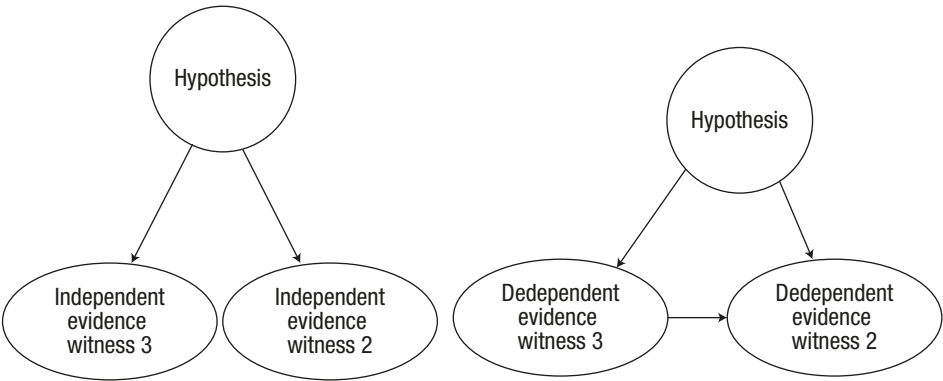 Hypothesis
Independent
evidence
witness 3
Independent
evidence
witness 2
Hypothesis
Dedependent
evidence
witness 3
Dedependent
evidence
witness 2